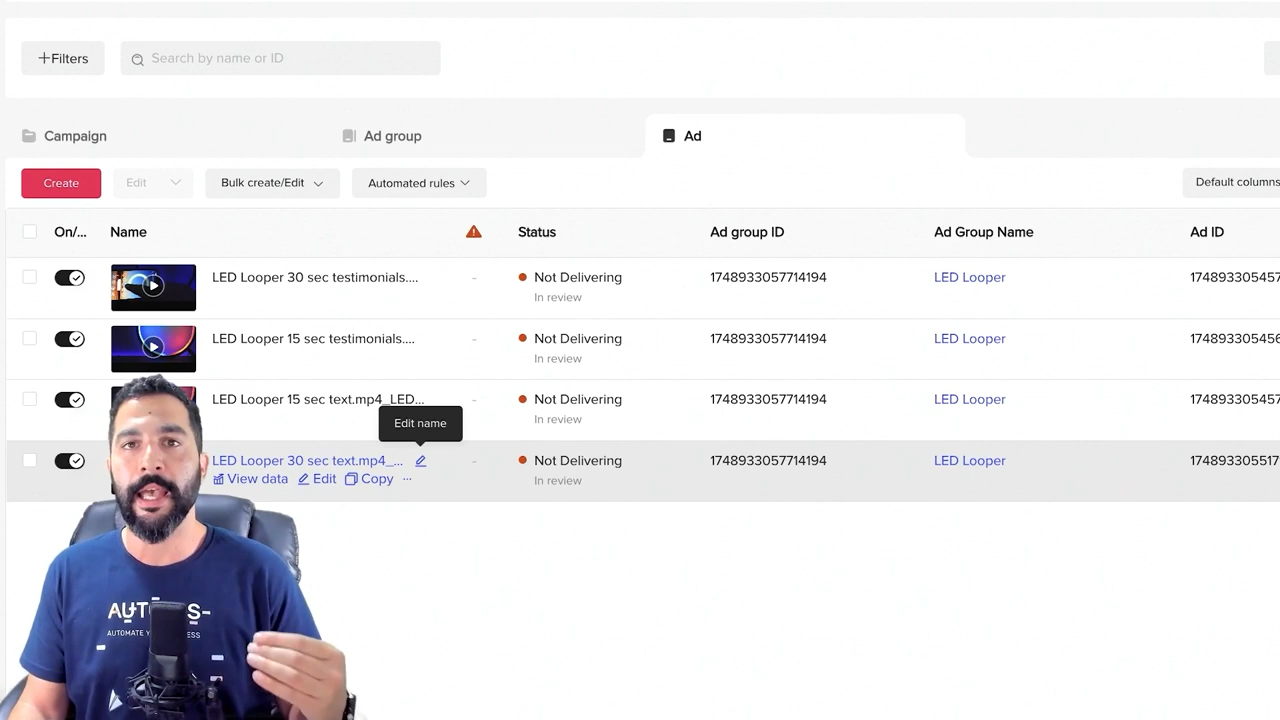 +Filters
Search by name or ID
Campaign
Ad group
Ad
Create
Edit
Bulk create/Edit
Automated rules
Default columns
On/...
Name
Status
Ad group ID
Ad Group Name
Ad ID
LED Looper 30 sec testimonials....
-
Not Delivering
1748933057714194
LED Looper
174893305457
In review
LED Looper 15 sec testimonials....
-
Not Delivering
1748933057714194
LED Looper
174893305456
In review
LED Looper 15 sec text.mp4_LED...
-
Not Delivering
1748933057714194
LED Looper
174893305457
In review
Edit name
LED Looper 30 sec text.mp4_...
-
Not Delivering
1748933057714194
LED Looper
174893305517
View data
Edit
Copy
...
In review
AUTOMATE